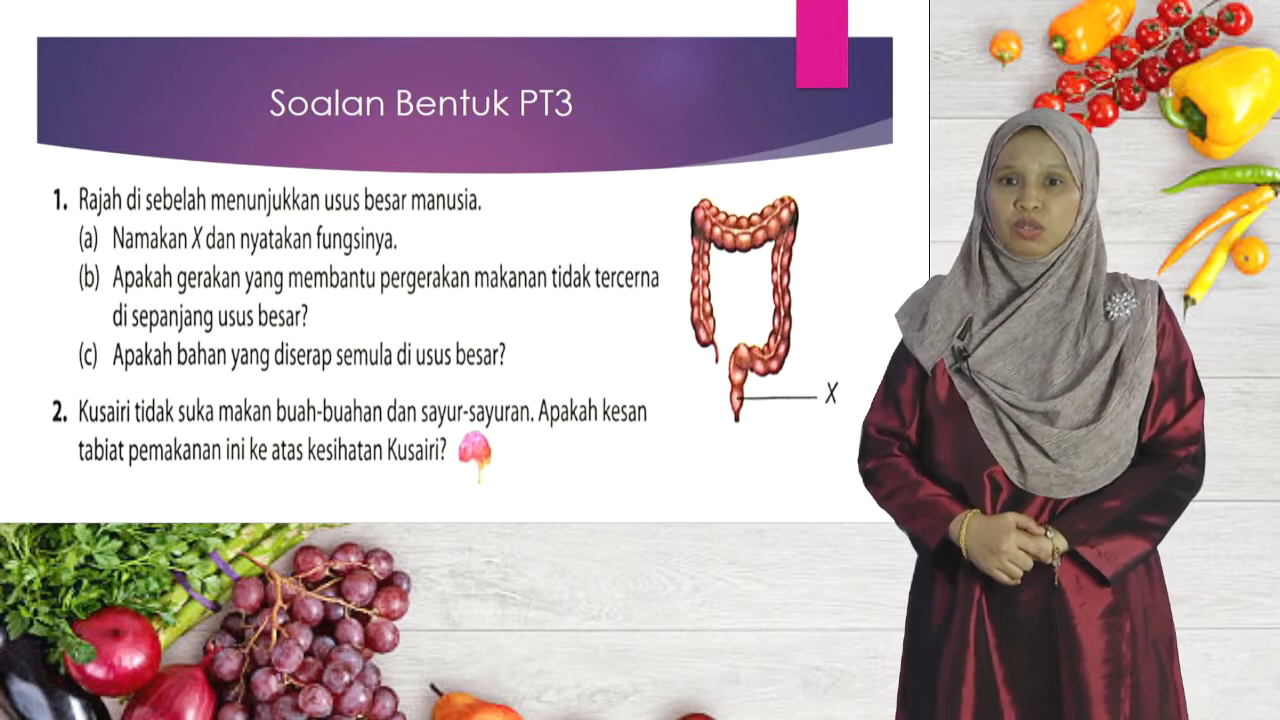 Soalan Bentuk PT3
1. Rajah di sebelah menunjukkan usus besar manusia.
(a) Namakan X dan nyatakan fungsinya.
(b) Apakah gerakan yang membantu pergerakan makanan tidak tercerna
di sepanjang usus besar?
(c) Apakah bahan yang diserap semula di usus besar?
X
2. Kusairi tidak suka makan buah-buahan dan sayur-sayuran. Apakah kesan
tabiat pemakanan ini ke atas kesihatan Kusairi?